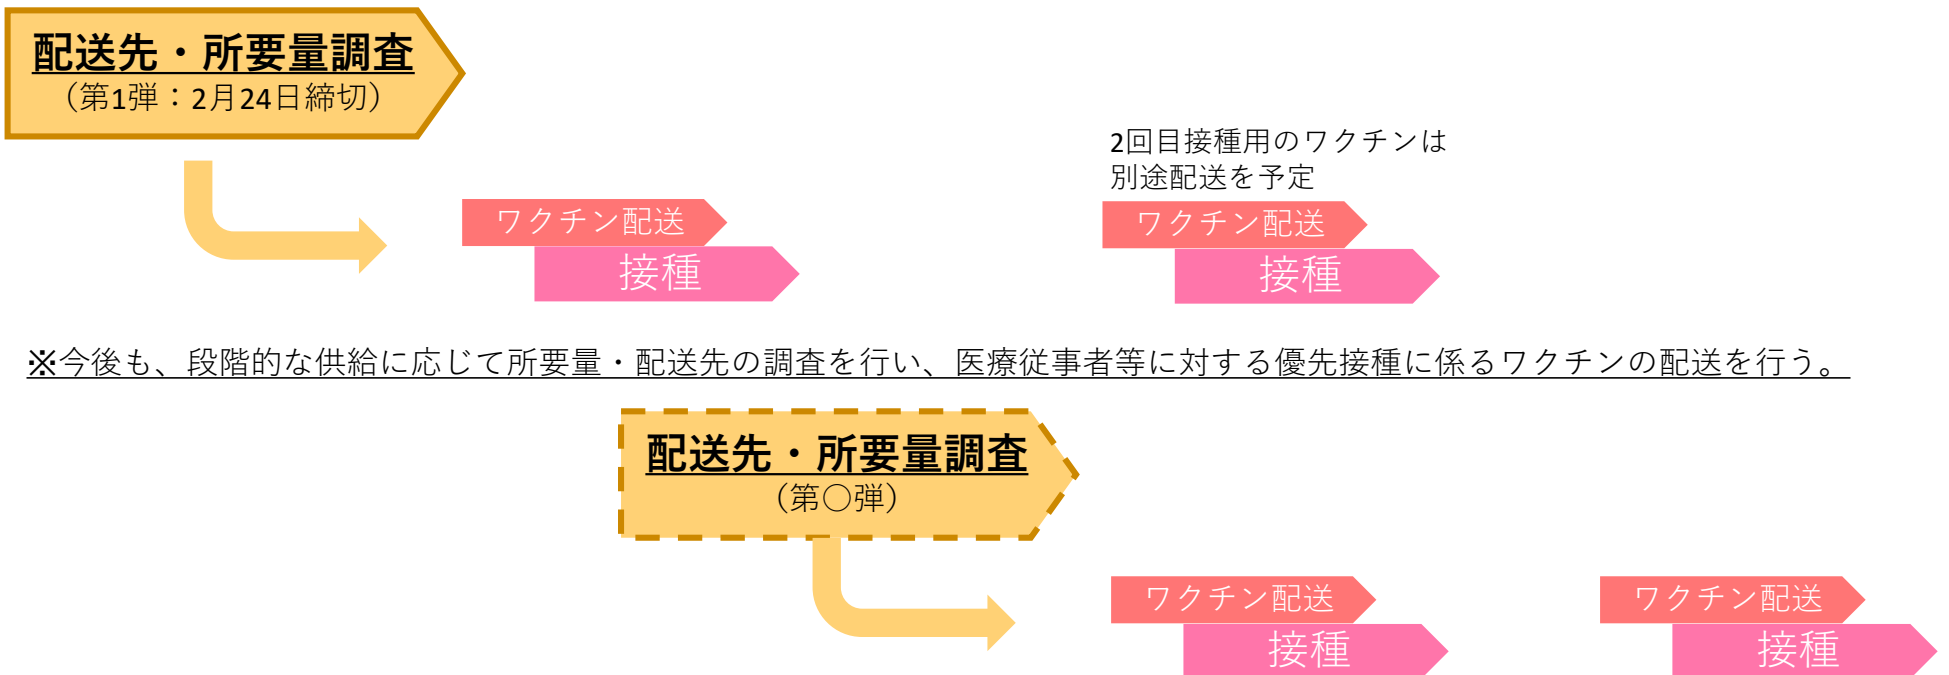 配送先・所要量調査
（第1弾：2月24日締切）
2回目接種用のワクチンは
別途配送を予定
ワクチン配送
接種
ワクチン配送
接種
※今後も、段階的な供給に応じて所要量・配送先の調査を行い、医療従事者等に対する優先接種に係るワクチンの配送を行う。
配送先・所要量調査
（第○弾）
ワクチン配送
接種
ワクチン配送
接種